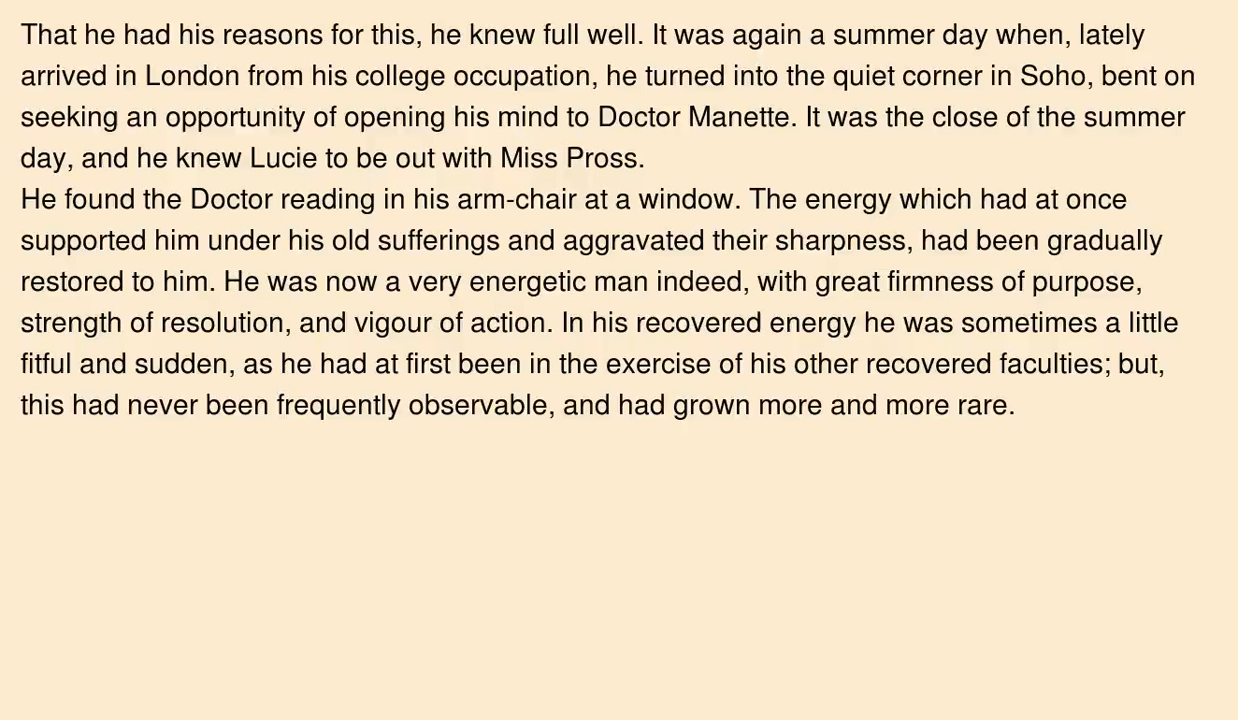 That he had his reasons for this, he knew full well. It was again a summer day when, lately
arrived in London from his college occupation, he turned into the quiet corner in Soho, bent on
seeking an opportunity of opening his mind to Doctor Manette. It was the close of the summer
day, and he knew Lucie to be out with Miss Pross.
He found the Doctor reading in his arm-chair at a window. The energy which had at once
supported him under his old sufferings and aggravated their sharpness, had been gradually
restored to him. He was now a very energetic man indeed, with great firmness of purpose,
strength of resolution, and vigour of action. In his recovered energy he was sometimes a little
fitful and sudden, as he had at first been in the exercise of his other recovered faculties; but,
this had never been frequently observable, and had grown more and more rare.